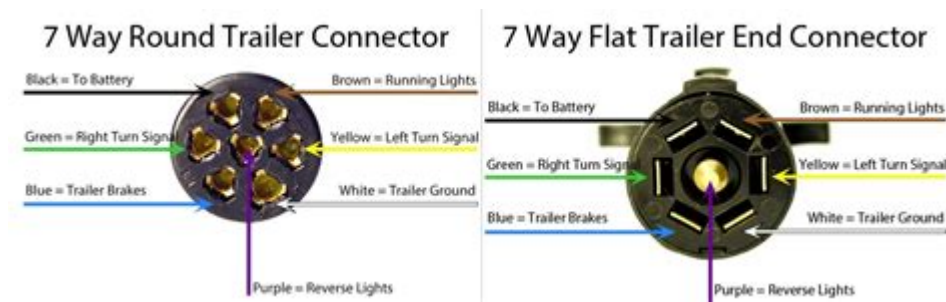 7 Way Round Trailer Connector
Black = To Battery
Brown = Running Lights
Green = Right Turn Signal
Yellow = Left Turn Signal
Blue = Trailer Brakes
White = Trailer Ground
Purple = Reverse Lights
7 Way Flat Trailer End Connector
Black = To Battery
Brown = Running Lights
Green = Right Turn Signal
Yellow = Left Turn Signal
Blue = Trailer Brakes
White = Trailer Ground
Purple = Reverse Lights